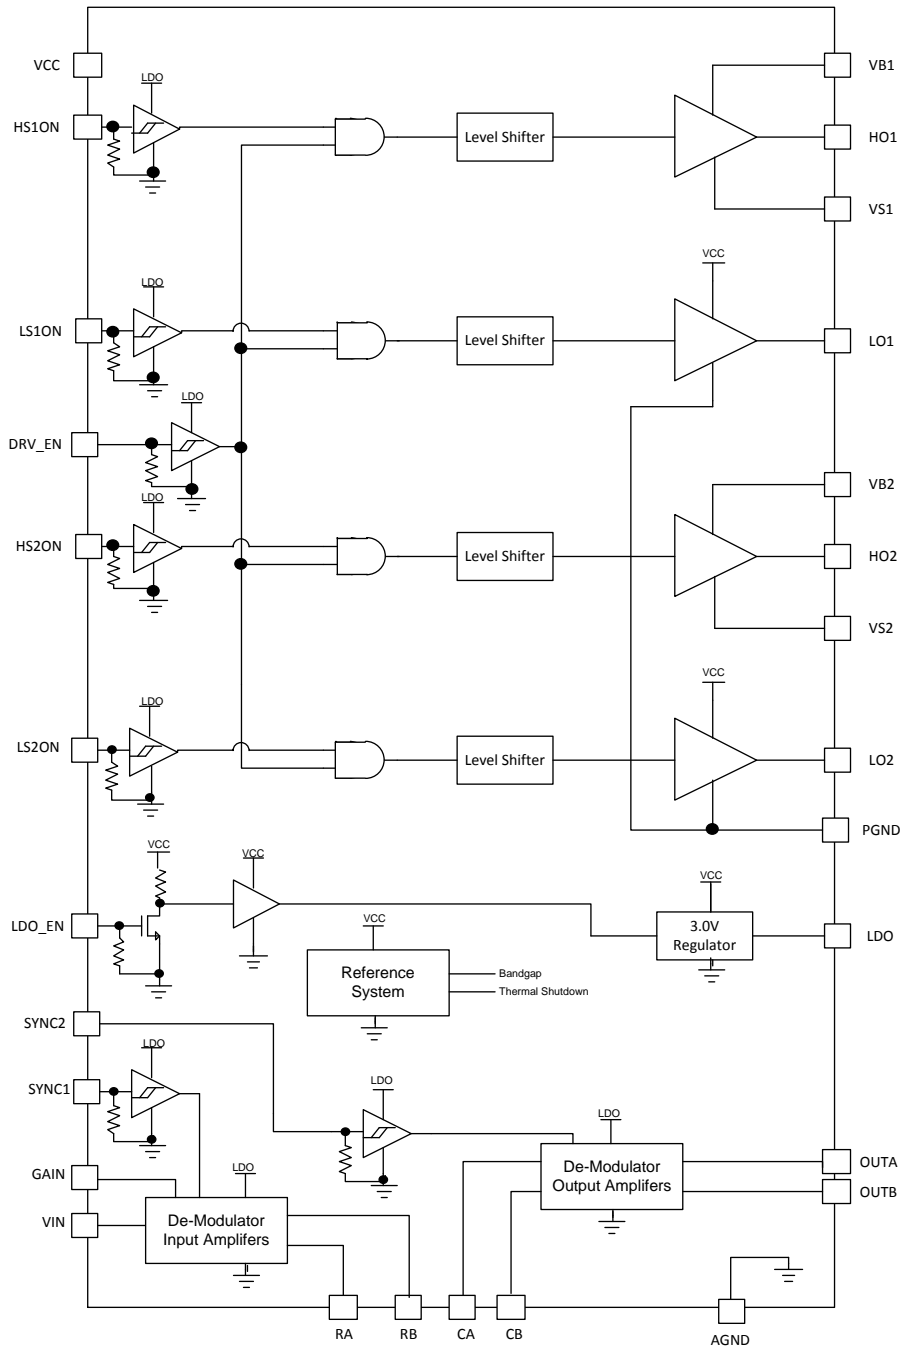 VCC
VB1
LDO
HS1ON
Level Shifter
HO1
VS1
VCC
LDO
LS1ON
Level Shifter
LO1
LDO
DRV_EN
VB2
LDO
HS2ON
Level Shifter
HO2
VS2
VCC
LDO
LS2ON
Level Shifter
LO2
PGND
VCC
VCC
VCC
LDO_EN
3.0V
Regulator
LDO
VCC
Reference
System
Bandgap
Thermal Shutdown
SYNC2
LDO
SYNC1
LDO
LDO
De-Modulator
Output Amplifers
OUTA
OUTB
GAIN
LDO
VIN
De-Modulator
Input Amplifers
RA
RB
CA
CB
AGND